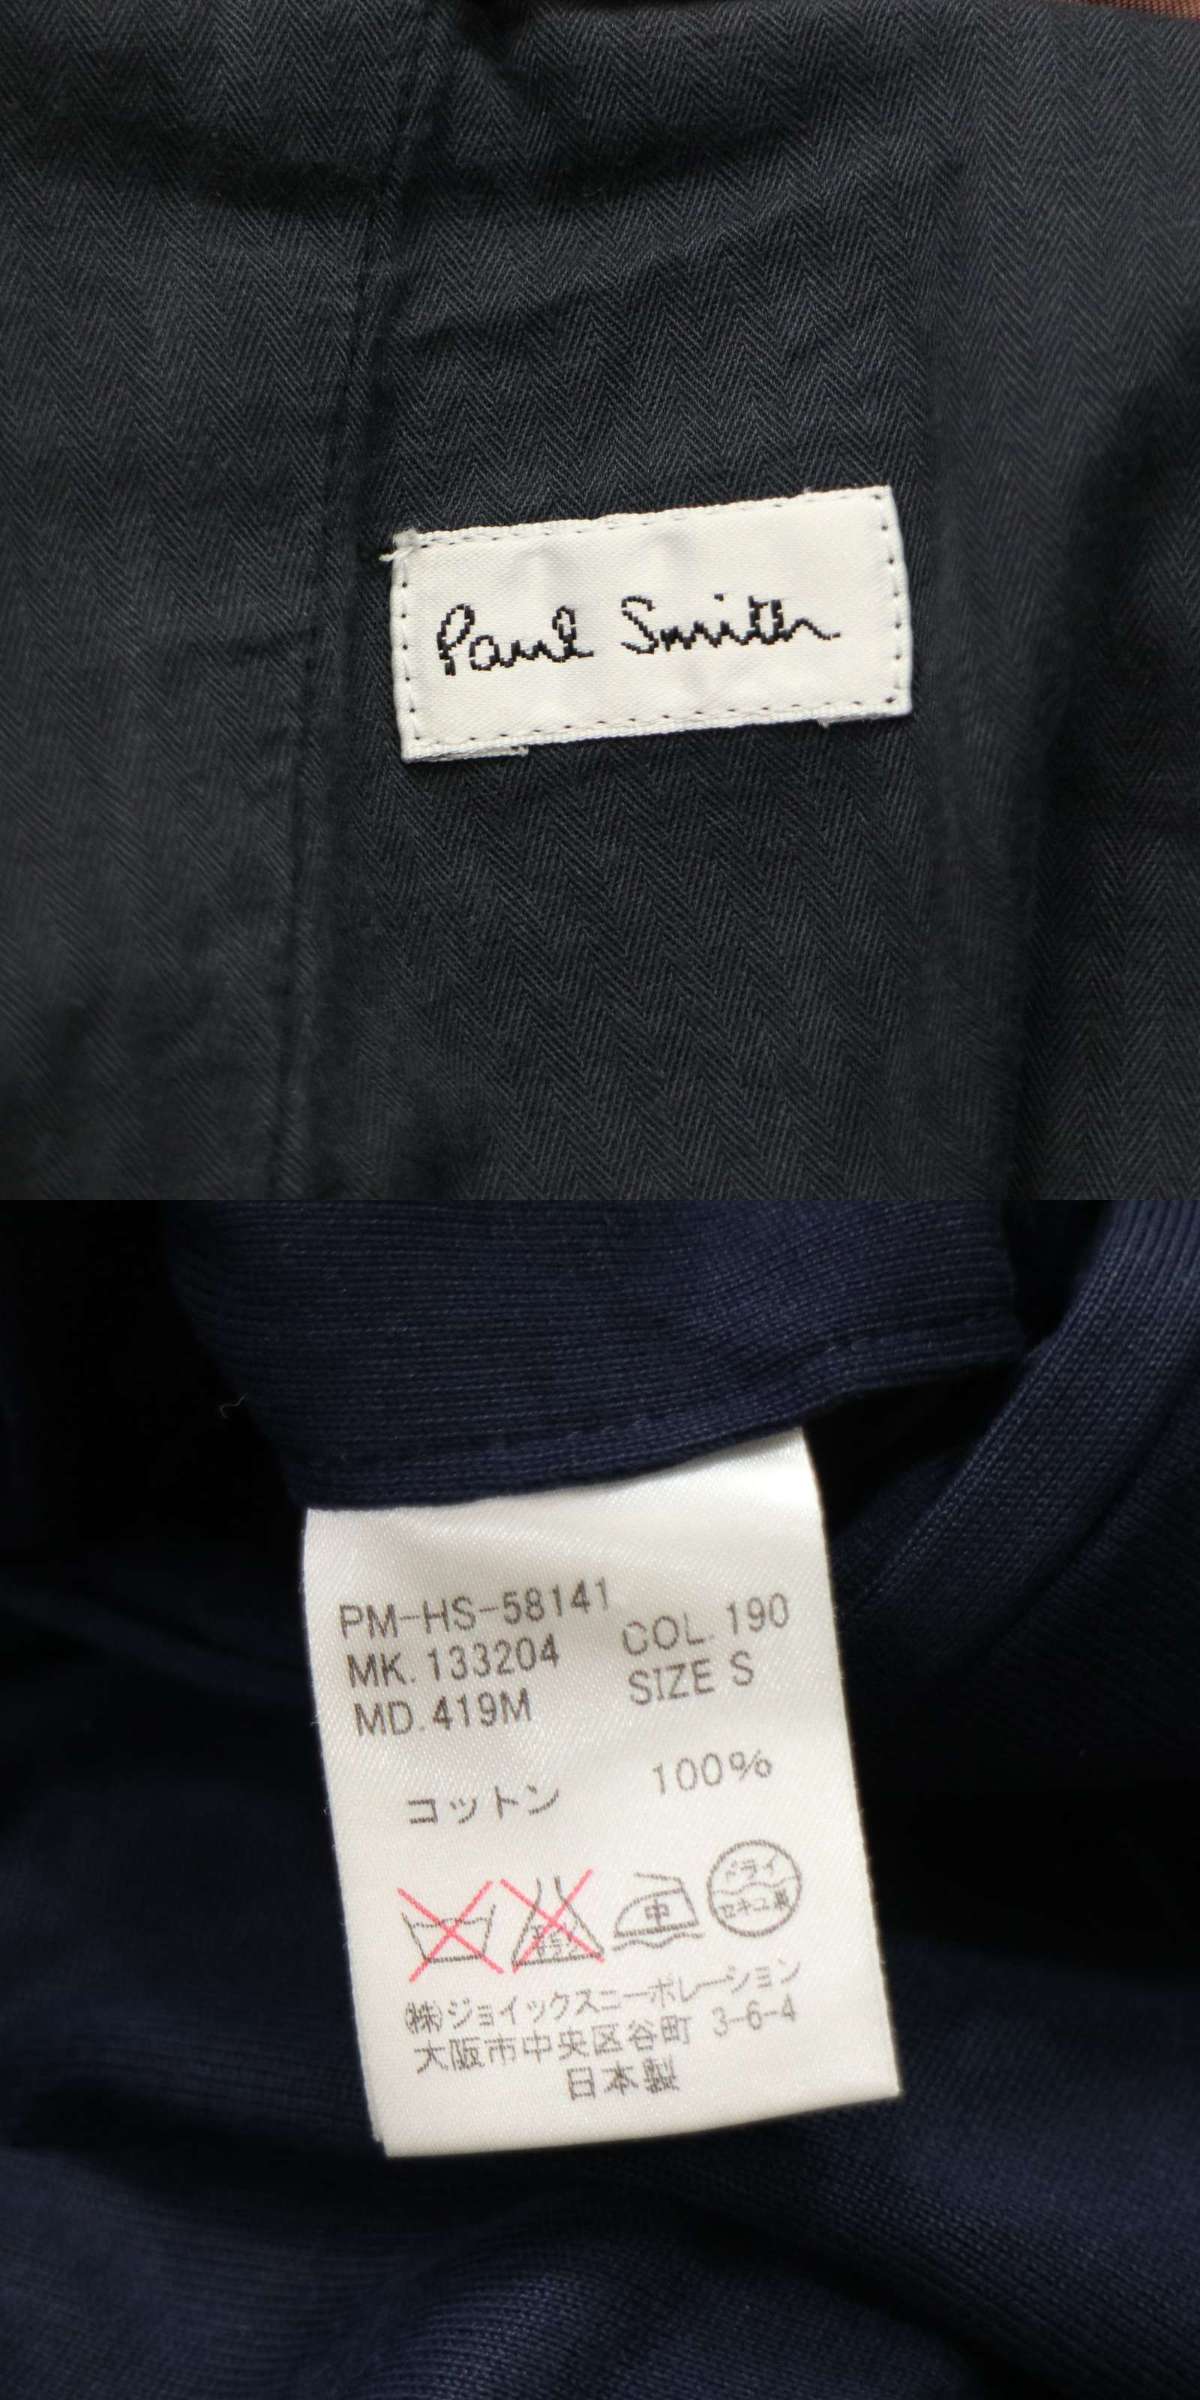 Paul Smith
PM-HS-58141
MK.133204 COL.190
MD.419M SIZE S
コットン 100%
中
ドライ
セキユ系
(株)ジョイックスコーポレーション
大阪市中央区谷町 3-6-4
日本製